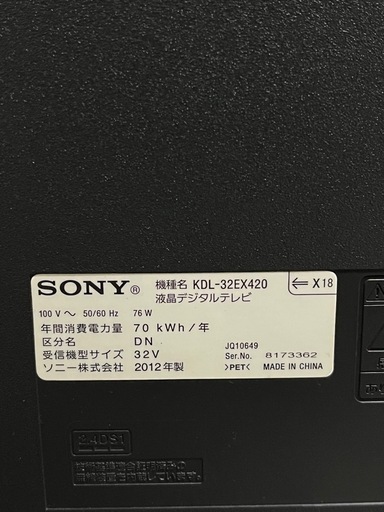 SONY® 機種名 KDL-32EX420
液晶デジタルテレビ
⇐ X18
100 V ～ 50/60 Hz 76 W
年間消費電力量 70 kWh/年
区分名 DN
受信機型サイズ 32V
ソニー株式会社 2012年製
JQ10649
Ser.No. 8173362
>PET< MADE IN CHINA